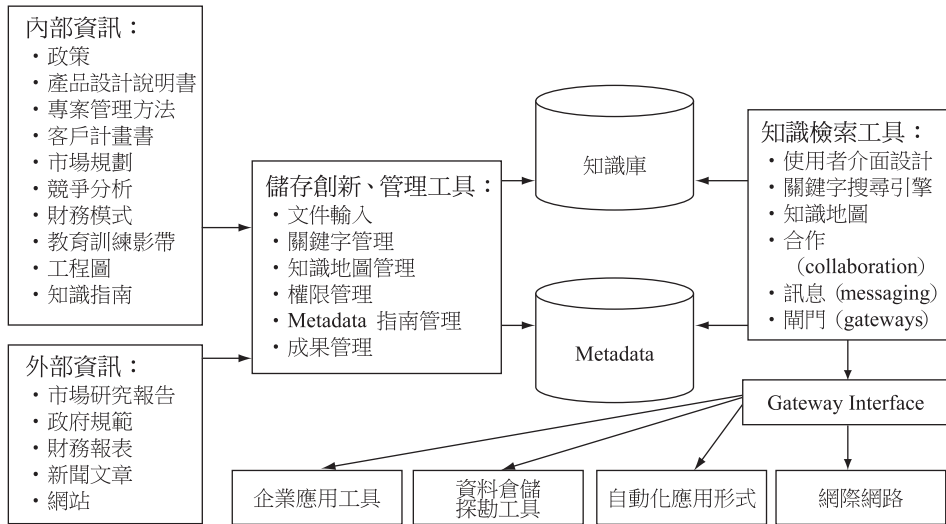 內部資訊：
・政策
・產品設計說明書
・專案管理方法
・客戶計畫書
・市場規劃
・競爭分析
・財務模式
・教育訓練影帶
・工程圖
・知識指南
外部資訊：
・市場研究報告
・政府規範
・財務報表
・新聞文章
・網站
儲存創新、管理工具：
・文件輸入
・關鍵字管理
・知識地圖管理
・權限管理
・Metadata 指南管理
・成果管理
知識庫
Metadata
知識檢索工具：
・使用者介面設計
・關鍵字搜尋引擎
・知識地圖
・合作
（collaboration）
・訊息 (messaging)
・閘門 (gateways)
Gateway Interface
企業應用工具
資料倉儲
探勘工具
自動化應用形式
網際網路